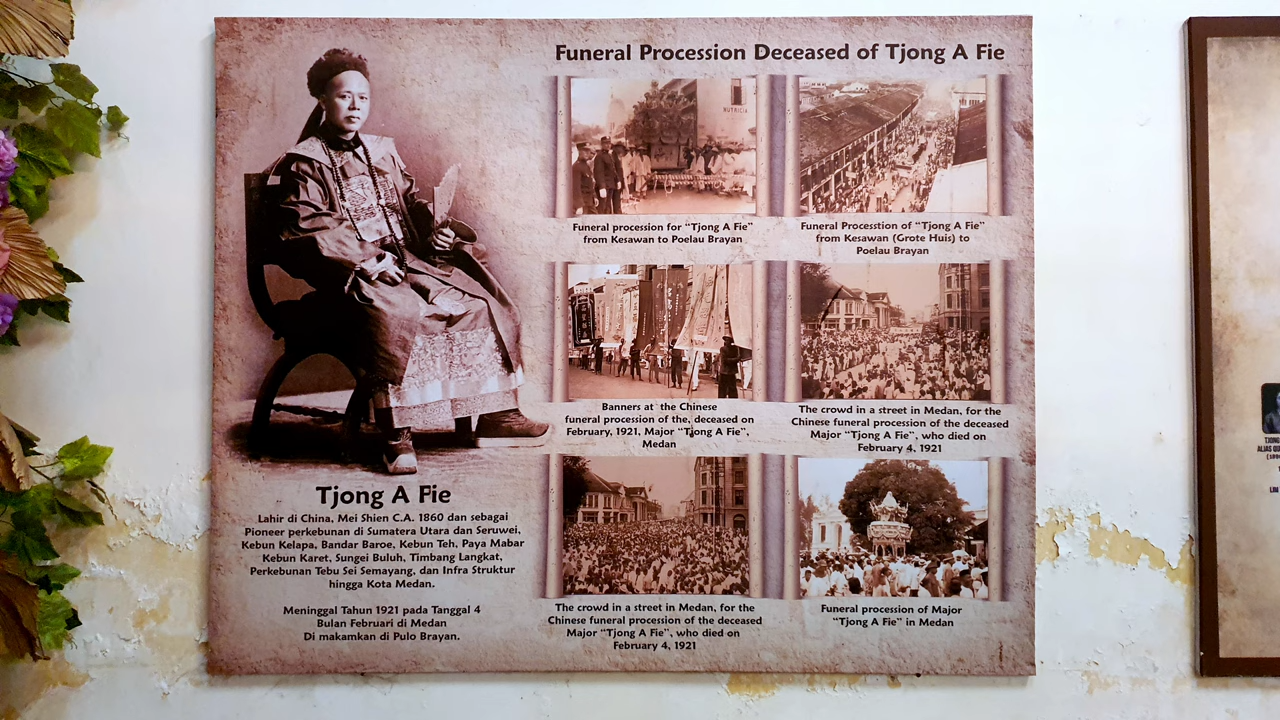 Funeral Procession Deceased of Tjong A Fie
NUTRICIA
Funeral procession for “Tjong A Fie”
from Kesawan to Poelau Brayan
Funeral Processtion of “Tjong A Fie”
from Kesawan (Grote Huis) to
Poelau Brayan
Banners at the Chinese
funeral procession of the, deceased on
February, 1921, Major “Tjong A Fie”,
Medan
The crowd in a street in Medan, for the
Chinese funeral procession of the deceased
Major “Tjong A Fie”, who died on
February 4, 1921
Tjong A Fie
Lahir di China, Mei Shien C.A. 1860 dan sebagai
Pioneer perkebunan di Sumatera Utara dan Seruwei,
Kebun Kelapa, Bandar Baroe, Kebun Teh, Paya Mabar
Kebun Karet, Sungei Buluh, Timbang Langkat,
Perkebunan Tebu Sei Semayang, dan Infra Struktur
hingga Kota Medan.
Meninggal Tahun 1921 pada Tanggal 4
Bulan Februari di Medan
Di makamkan di Pulo Brayan.
The crowd in a street in Medan, for the
Chinese funeral procession of the deceased
Major “Tjong A Fie”, who died on
February 4, 1921
Funeral procession of Major
“Tjong A Fie” in Medan